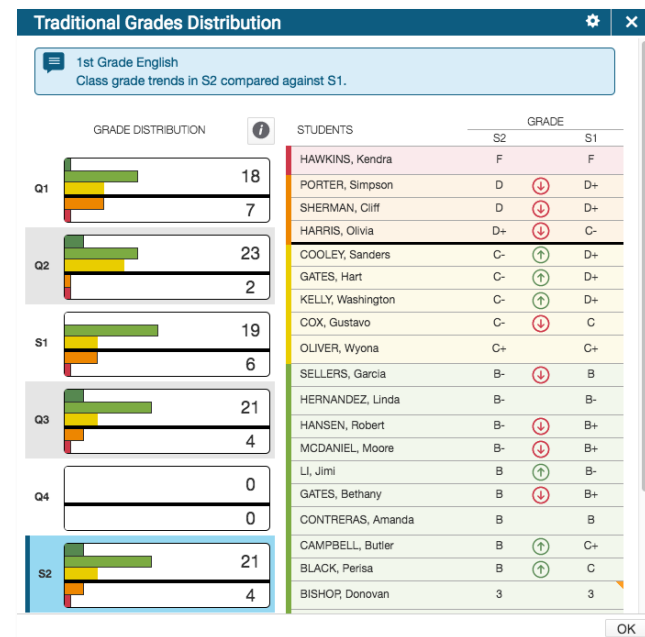 Traditional Grades Distribution
1st Grade English
Class grade trends in S2 compared against S1.
GRADE DISTRIBUTION
Q1
18
7
Q2
23
2
S1
19
6
Q3
21
4
Q4
0
0
S2
21
4
STUDENTS GRADE
S2 S1
HAWKINS, Kendra F F
PORTER, Simpson D D+
SHERMAN, Cliff D D+
HARRIS, Olivia D+ C-
COOLEY, Sanders C- D+
GATES, Hart C- D+
KELLY, Washington C- D+
COX, Gustavo C- C
OLIVER, Wyona C+ C+
SELLERS, Garcia B- B
HERNANDEZ, Linda B- B-
HANSEN, Robert B- B+
MCDANIEL, Moore B- B+
LI, Jimi B B-
GATES, Bethany B B+
CONTRERAS, Amanda B B
CAMPBELL, Butler B C+
BLACK, Perisa B C
BISHOP, Donovan 3 3
OK